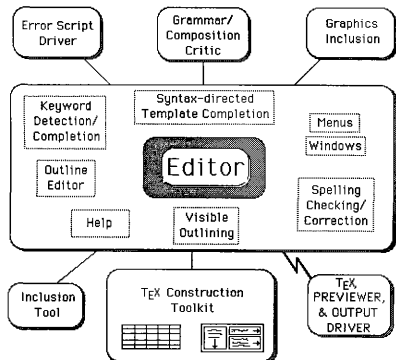 Error Script
Driver
Grammar/
Composition
Critic
Graphics
Inclusion
Keyword
Detection/
Completion
Syntax-directed
Template Completion
Menus
Windows
Editor
Outline
Editor
Spelling
Checking/
Correction
Help
Visible
Outlining
Inclusion
Tool
TEX Construction
Toolkit
TEX,
PREVIEWER,
& OUTPUT
DRIVER